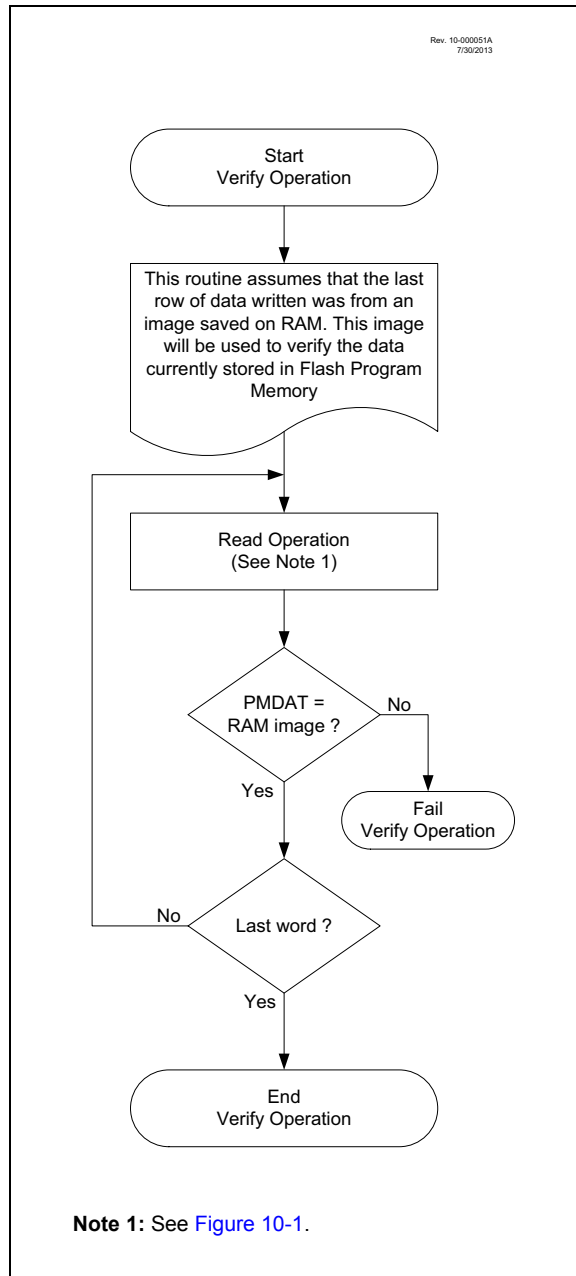 Rev. 10-000051A
7/30/2013
Start
Verify Operation
This routine assumes that the last
row of data written was from an
image saved on RAM. This image
will be used to verify the data
currently stored in Flash Program
Memory
Read Operation
(See Note 1)
PMDAT =
RAM image ?
No
Yes
Fail
Verify Operation
Last word ?
No
Yes
End
Verify Operation
Note 1: See Figure 10-1.